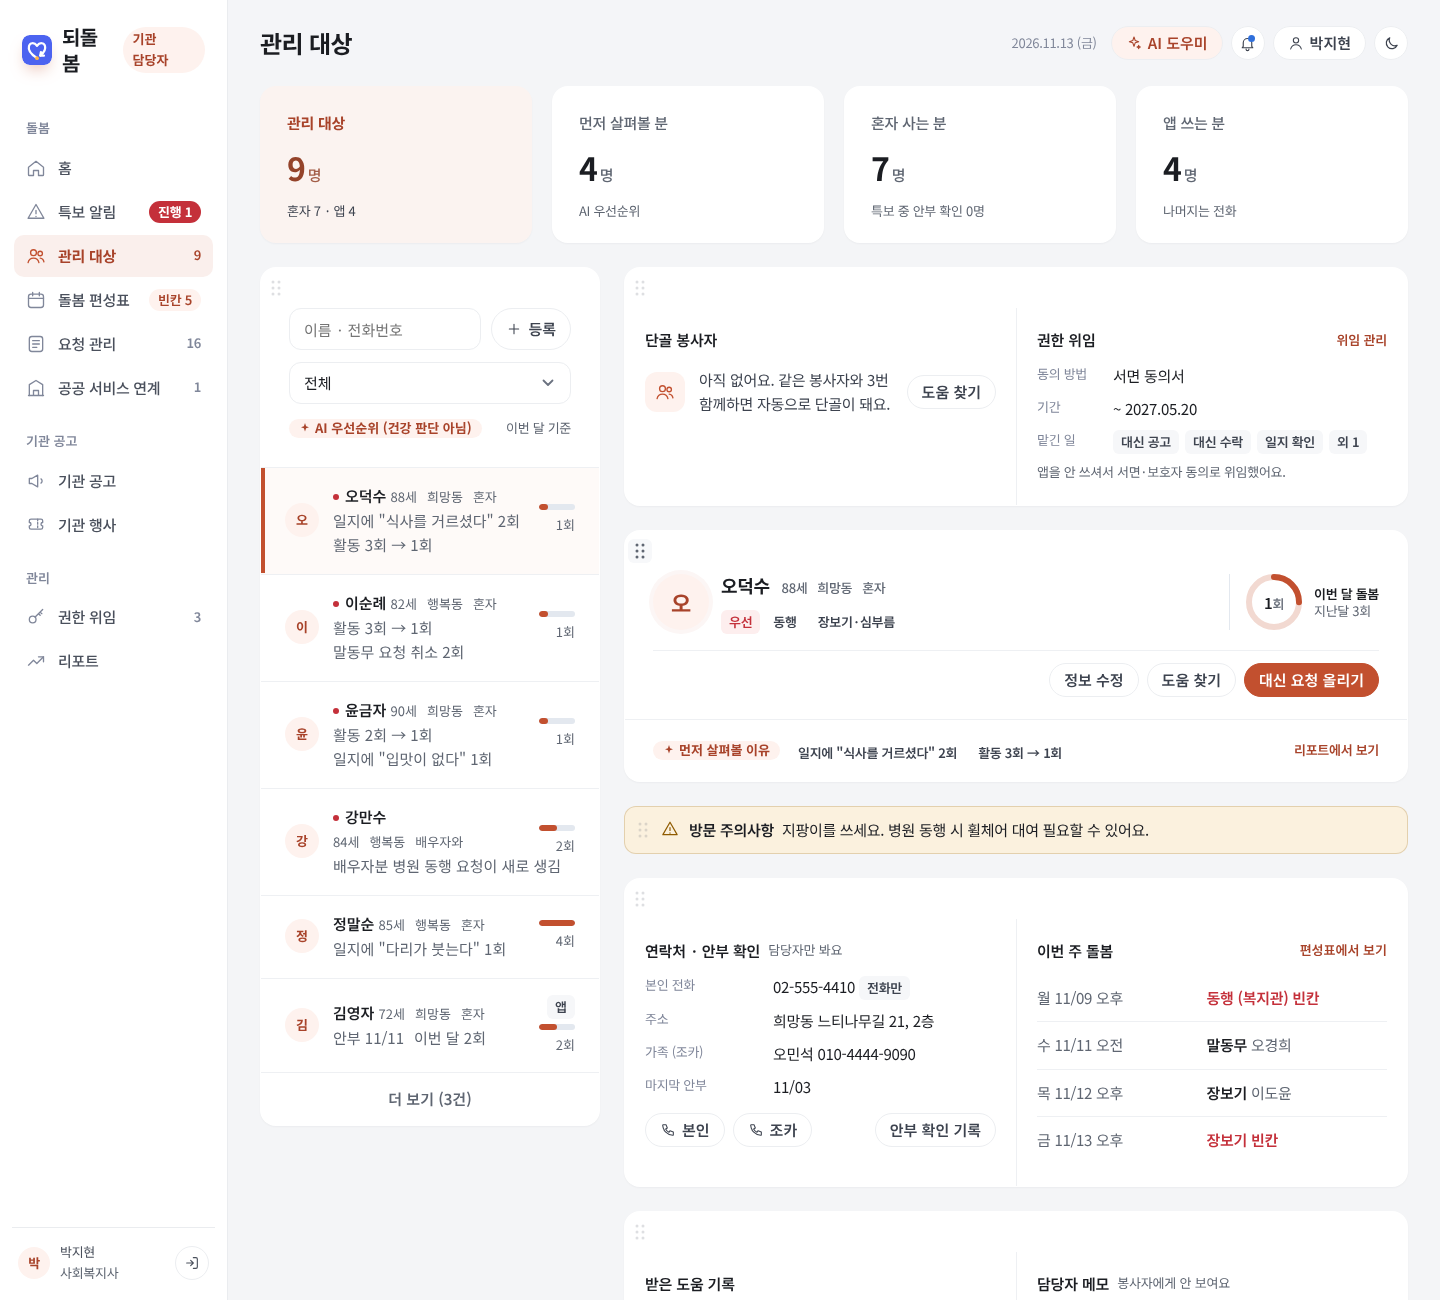 되돌봄
기관 담당자
돌봄
홈
특보 알림 진행 1
관리 대상 9
돌봄 편성표 빈칸 5
요청 관리 16
공공 서비스 연계 1
기관 공고
기관 공고
기관 행사
관리
권한 위임 3
리포트
박 박지현
사회복지사
관리 대상
2026.11.13 (금) AI 도우미 박지현
관리 대상
9명
혼자 7 · 앱 4
먼저 살펴볼 분
4명
AI 우선순위
혼자 사는 분
7명
특보 중 안부 확인 0명
앱 쓰는 분
4명
나머지는 전화
이름 · 전화번호 등록
전체
AI 우선순위 (건강 판단 아님) 이번 달 기준
오 오덕수 88세 희망동 혼자
일지에 "식사를 거르셨다" 2회
활동 3회 → 1회
1회
이 이순례 82세 행복동 혼자
활동 3회 → 1회
말동무 요청 취소 2회
1회
윤 윤금자 90세 희망동 혼자
활동 2회 → 1회
일지에 "입맛이 없다" 1회
1회
강 강만수
84세 행복동 배우자와
배우자분 병원 동행 요청이 새로 생김
2회
정 정말순 85세 행복동 혼자
일지에 "다리가 붓는다" 1회
4회
김 김영자 72세 희망동 혼자
안부 11/11 이번 달 2회
앱
2회
더 보기 (3건)
단골 봉사자
아직 없어요. 같은 봉사자와 3번
함께하면 자동으로 단골이 돼요.
도움 찾기
권한 위임 위임 관리
동의 방법 서면 동의서
기간 ~ 2027.05.20
맡긴 일 대신 공고 대신 수락 일지 확인 외 1
앱을 안 쓰셔서 서면·보호자 동의로 위임했어요.
오 오덕수 88세 희망동 혼자
우선 동행 장보기·심부름
1회
이번 달 돌봄
지난달 3회
정보 수정 도움 찾기 대신 요청 올리기
먼저 살펴볼 이유 일지에 "식사를 거르셨다" 2회 활동 3회 → 1회 리포트에서 보기
방문 주의사항 지팡이를 쓰세요. 병원 동행 시 휠체어 대여 필요할 수 있어요.
연락처 · 안부 확인 담당자만 봐요
본인 전화 02-555-4410 전화만
주소 희망동 느티나무길 21, 2층
가족 (조카) 오민석 010-4444-9090
마지막 안부 11/03
본인 조카 안부 확인 기록
이번 주 돌봄 편성표에서 보기
월 11/09 오후 동행 (복지관) 빈칸
수 11/11 오전 말동무 오경희
목 11/12 오후 장보기 이도윤
금 11/13 오후 장보기 빈칸
받은 도움 기록
담당자 메모 봉사자에게 안 보여요